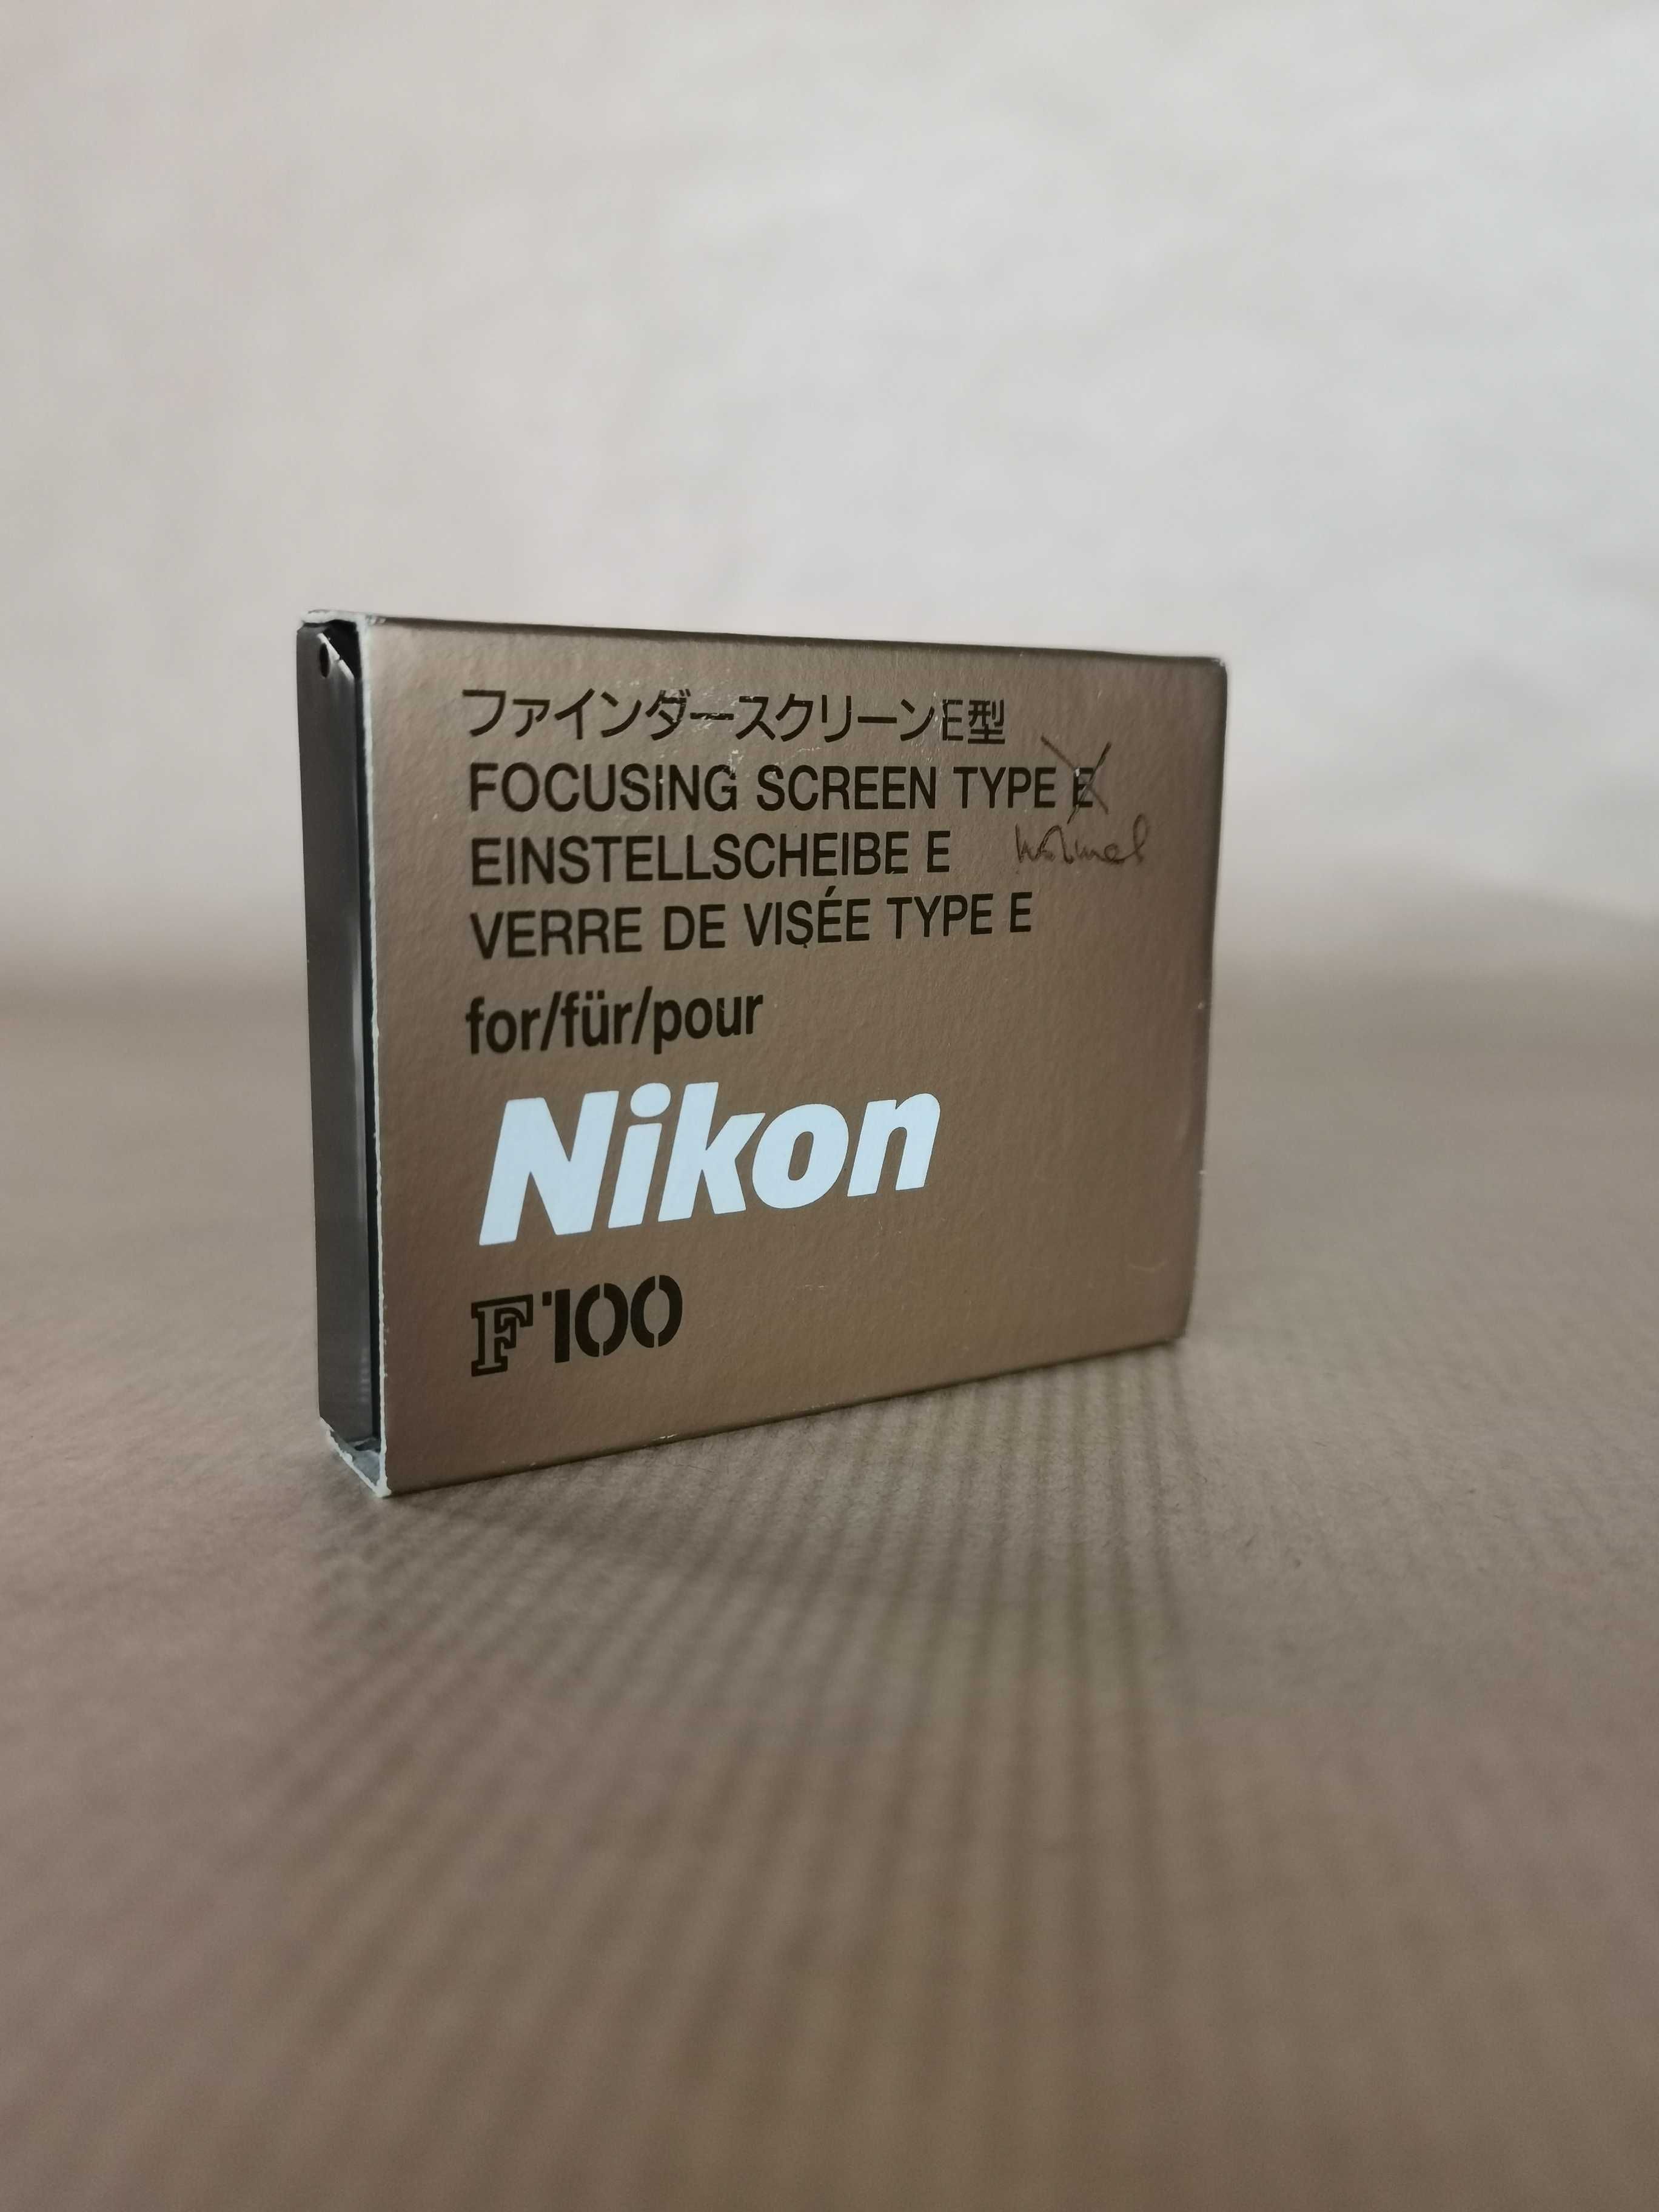 ファインダースクリーンE型
FOCUSING SCREEN TYPE E
EINSTELLSCHEIBE E normal
VERRE DE VISÉE TYPE E
for/für/pour
Nikon
F100